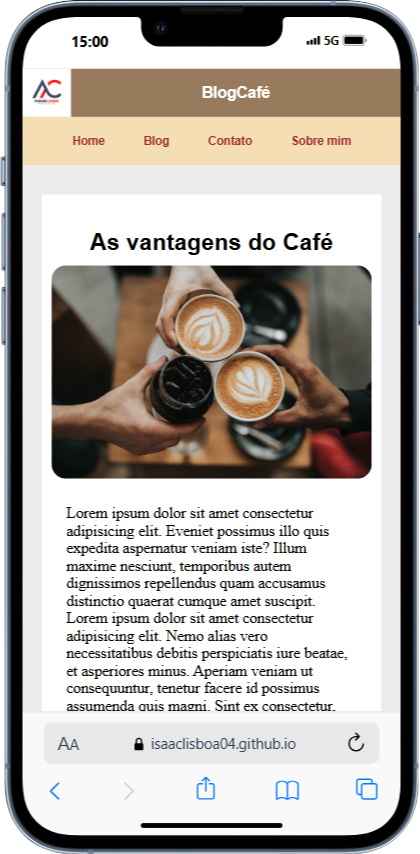 15:00
5G
AC
BlogCafé
Home Blog Contato Sobre mim
As vantagens do Café
Lorem ipsum dolor sit amet consectetur
adipisicing elit. Eveniet possimus illo quis
expedita aspernatur veniam iste? Illum
maxime nesciunt, temporibus autem
dignissimos repellendus quam accusamus
distinctio quaerat cumque amet suscipit.
Lorem ipsum dolor sit amet consectetur
adipisicing elit. Nemo alias vero
necessitatibus debitis perspiciatis iure beatae,
et asperiores minus. Aperiam veniam ut
consequuntur, tenetur facere id possimus
assumenda quis magni. Sint ex consectetur,
AA isaaclisboa04.github.io